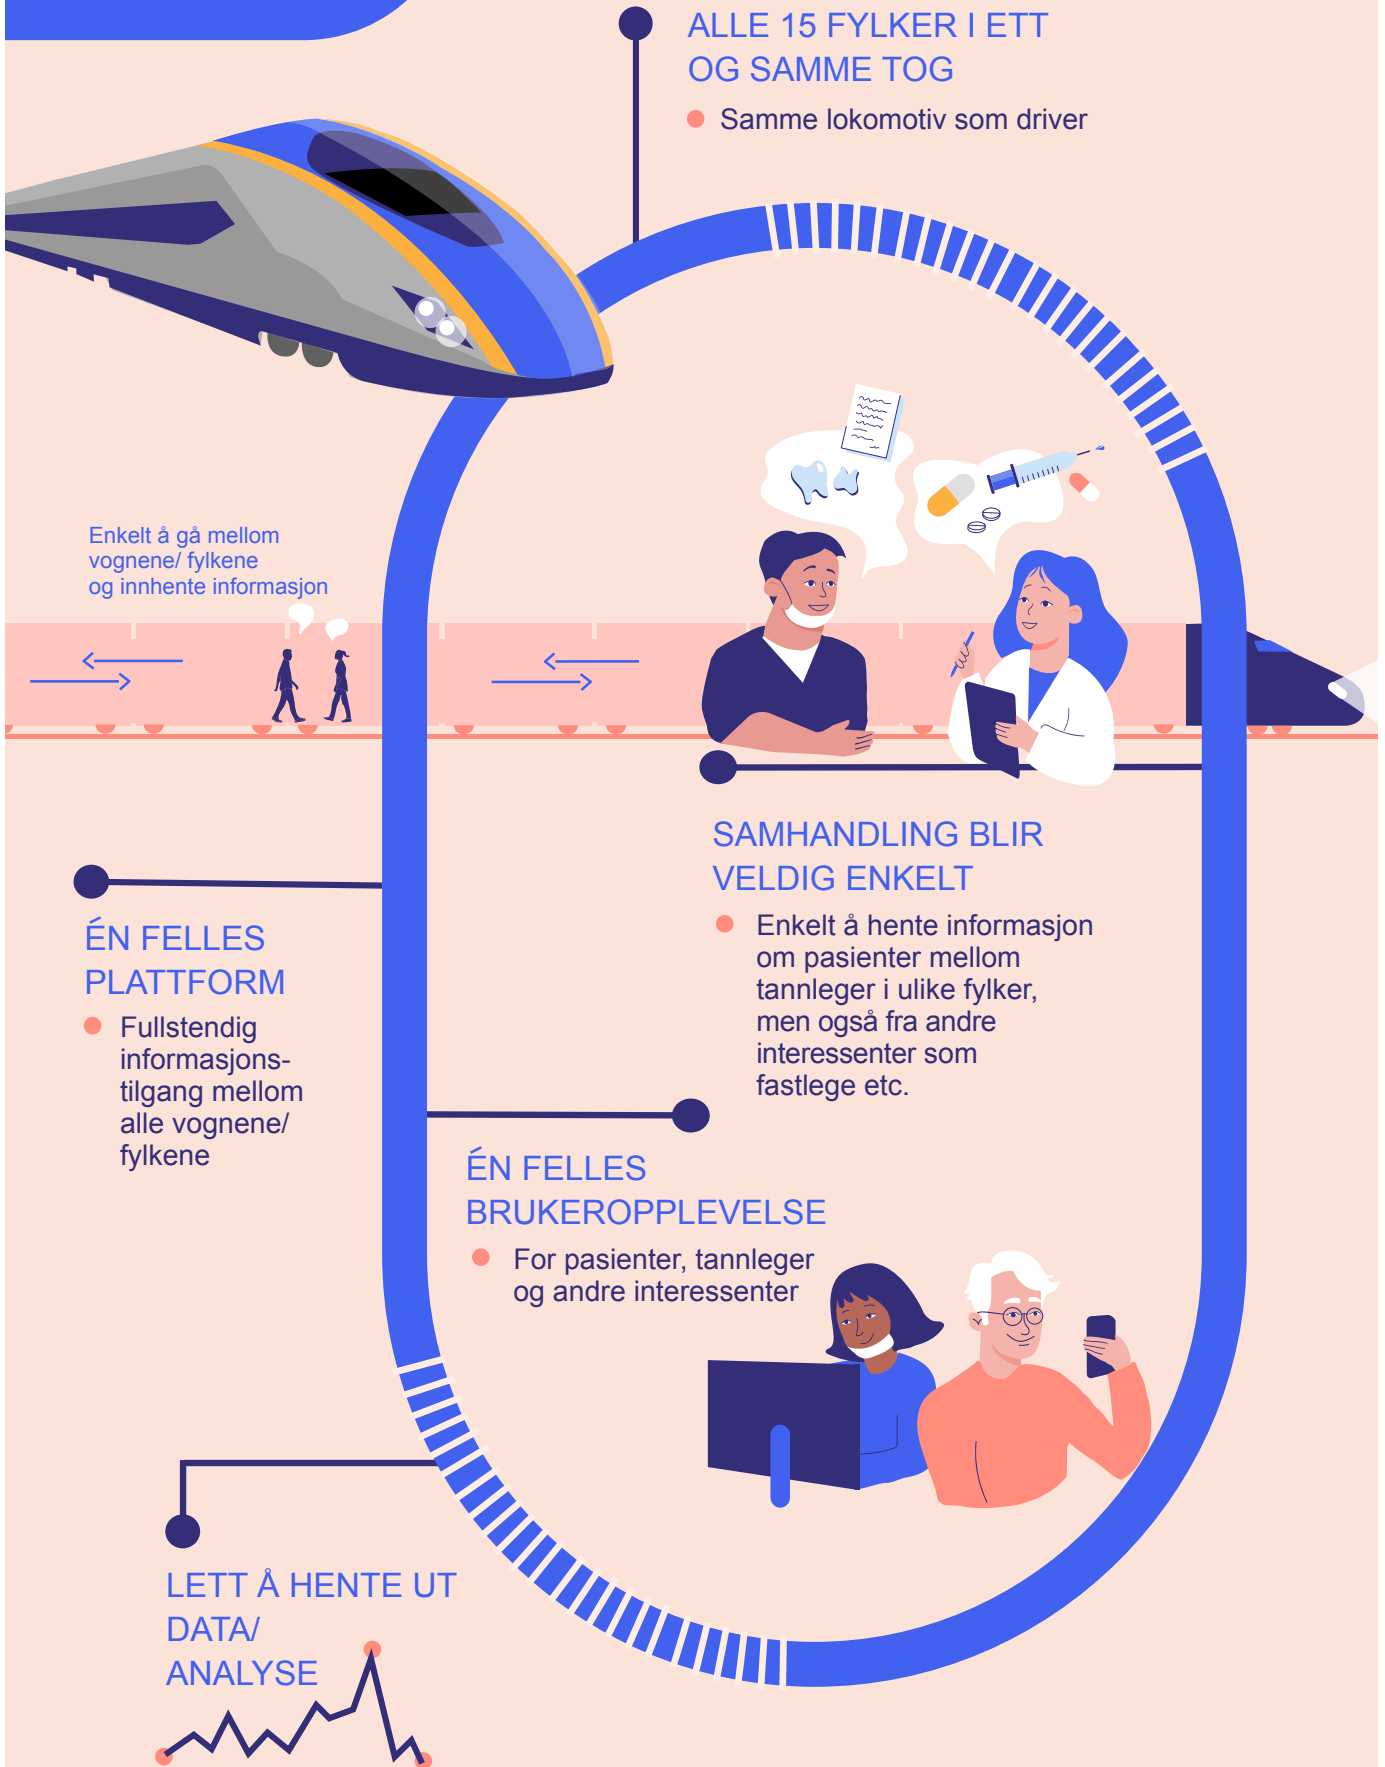 ALLE 15 FYLKER I ETT
OG SAMME TOG
Samme lokomotiv som driver
Enkelt å gå mellom
vognene/ fylkene
og innhente informasjon
SAMHANDLING BLIR
VELDIG ENKELT
Enkelt å hente informasjon
om pasienter mellom
tannleger i ulike fylker,
men også fra andre
interessenter som
fastlege etc.
ÉN FELLES
PLATTFORM
Fullstendig
informasjons-
tilgang mellom
alle vognene/
fylkene
ÉN FELLES
BRUKEROPPLEVELSE
For pasienter, tannleger
og andre interessenter
LETT Å HENTE UT
DATA/
ANALYSE